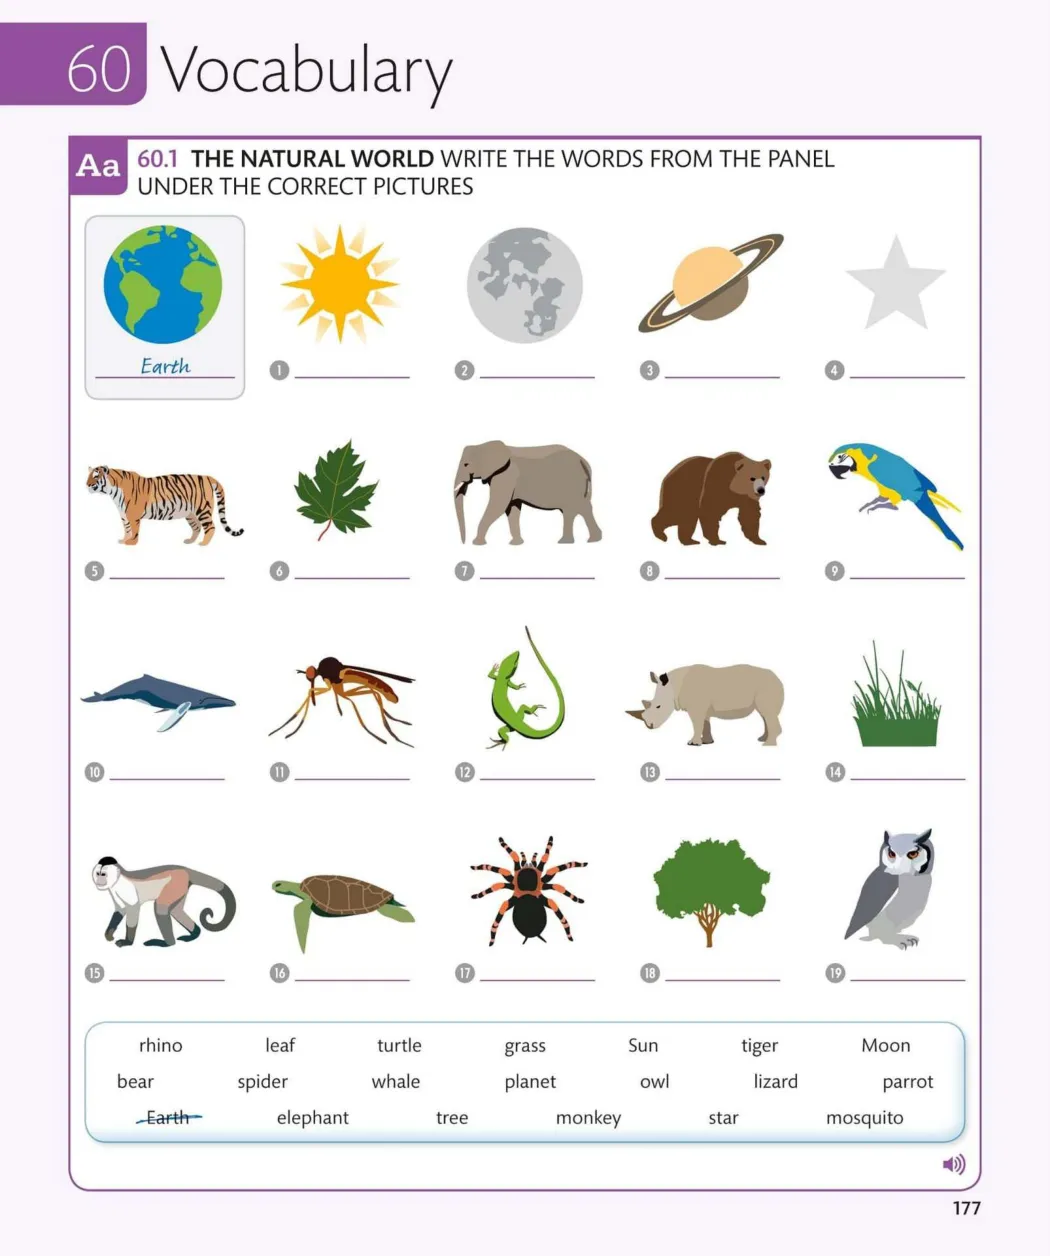 60 Vocabulary
Aa 60.1 THE NATURAL WORLD WRITE THE WORDS FROM THE PANEL
UNDER THE CORRECT PICTURES
Earth
1
2
3
4
5
6
7
8
9
10
11
12
13
14
15
16
17
18
19
rhino leaf turtle grass Sun tiger Moon
bear spider whale planet owl lizard parrot
Earth elephant tree monkey star mosquito
177